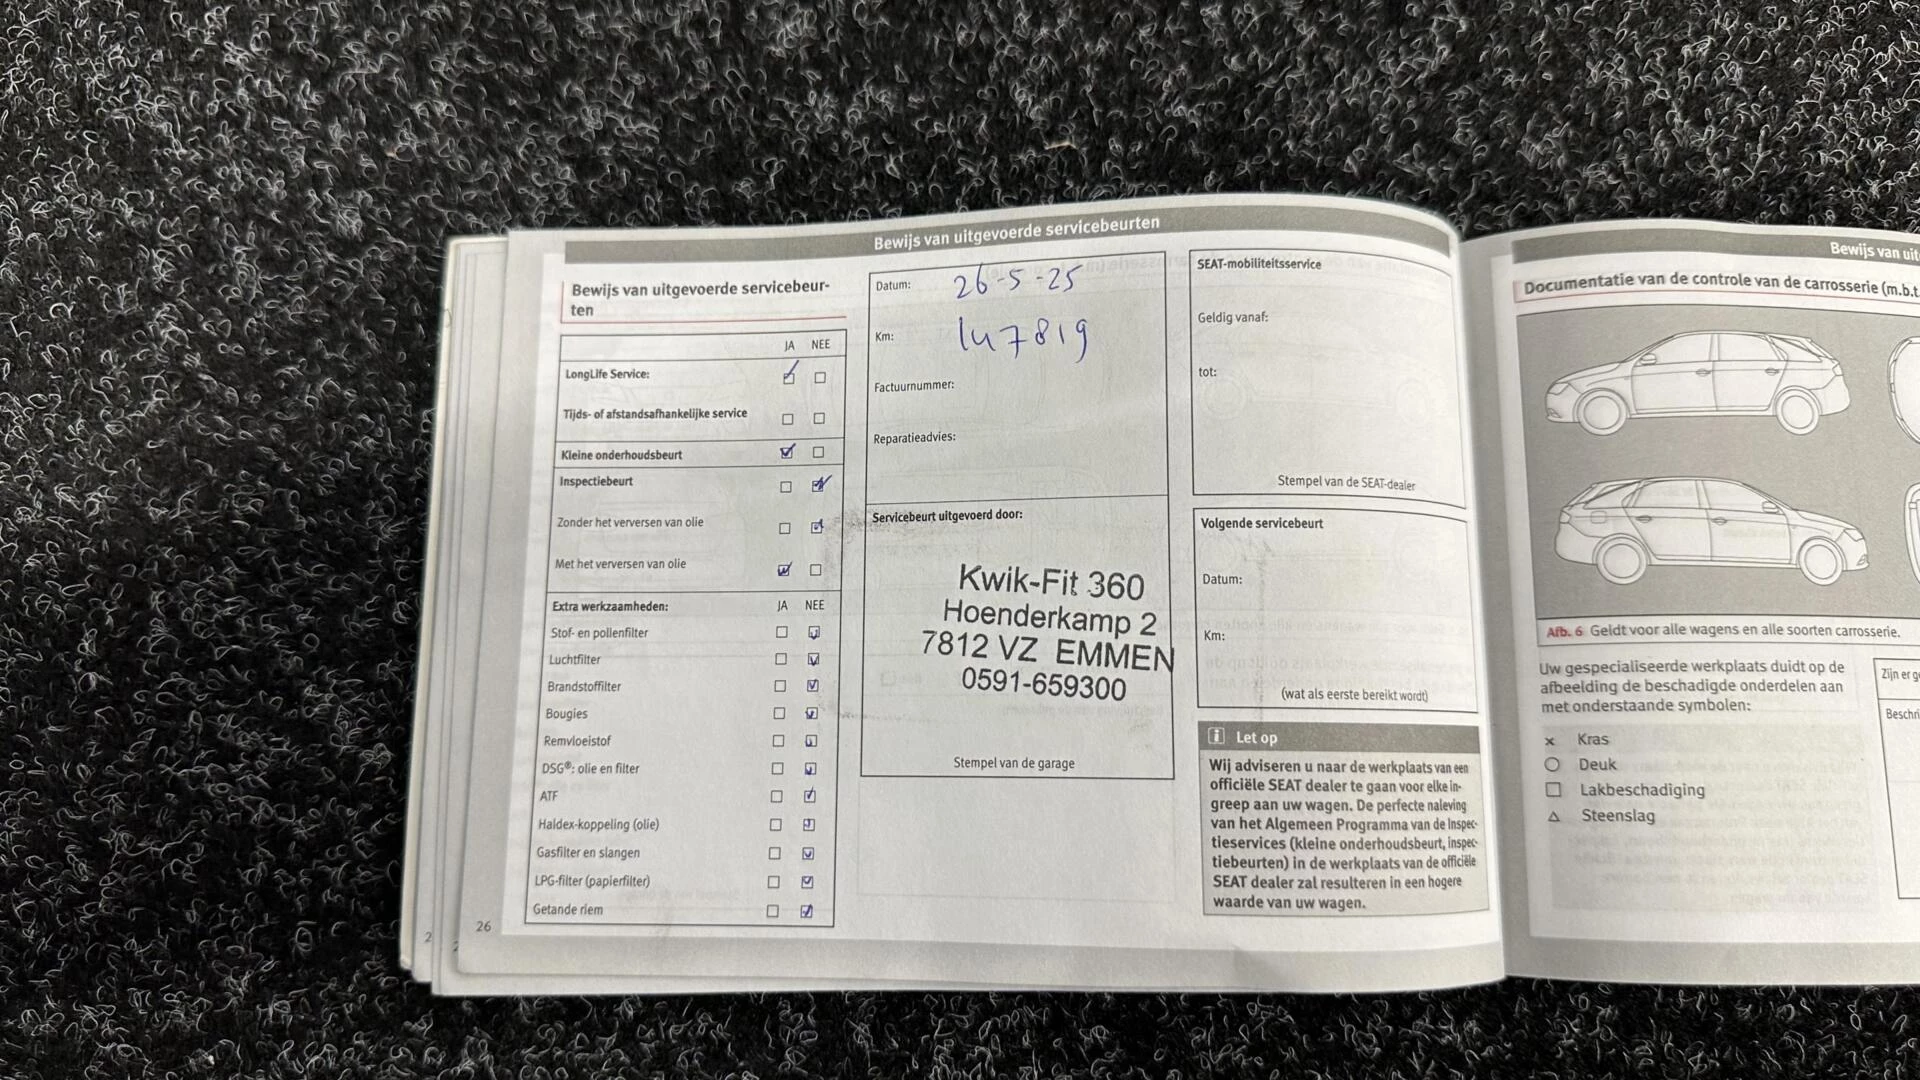 Bewijs van uitgevoerde servicebeurten
Bewijs van uitgevoerde servicebeur-
ten
JA NEE
LongLife Service:
Tijds- of afstandsafhankelijke service
Kleine onderhoudsbeurt
Inspectiebeurt
Zonder het verversen van olie
Met het verversen van olie
Extra werkzaamheden: JA NEE
Stof- en pollenfilter
Luchtfilter
Brandstoffilter
Bougies
Remvloeistof
DSG®: olie en filter
ATF
Haldex-koppeling (olie)
Gasfilter en slangen
LPG-filter (papierfilter)
Getande riem
26
Datum: 26-5-25
Km: 147819
Factuurnummer:
Reparatieadvies:
Servicebeurt uitgevoerd door:
Kwik-Fit 360
Hoenderkamp 2
7812 VZ EMMEN
0591-659300
Stempel van de garage
SEAT-mobiliteitsservice
Geldig vanaf:
tot:
Stempel van de SEAT-dealer
Volgende servicebeurt
Datum:
Km:
(wat als eerste bereikt wordt)
i Let op
Wij adviseren u naar de werkplaats van een
officiële SEAT dealer te gaan voor elke in-
greep aan uw wagen. De perfecte naleving
van het Algemeen Programma van de Inspec-
tieservices (kleine onderhoudsbeurt, inspec-
tiebeurten) in de werkplaats van de officiële
SEAT dealer zal resulteren in een hogere
waarde van uw wagen.
Bewijs van uit
Documentatie van de controle van de carrosserie (m.b.t.
Afb. 6 Geldt voor alle wagens en alle soorten carrosserie.
Uw gespecialiseerde werkplaats duidt op de
afbeelding de beschadigde onderdelen aan
met onderstaande symbolen:
× Kras
○ Deuk
□ Lakbeschadiging
△ Steenslag
Zijn er g
Beschri
2